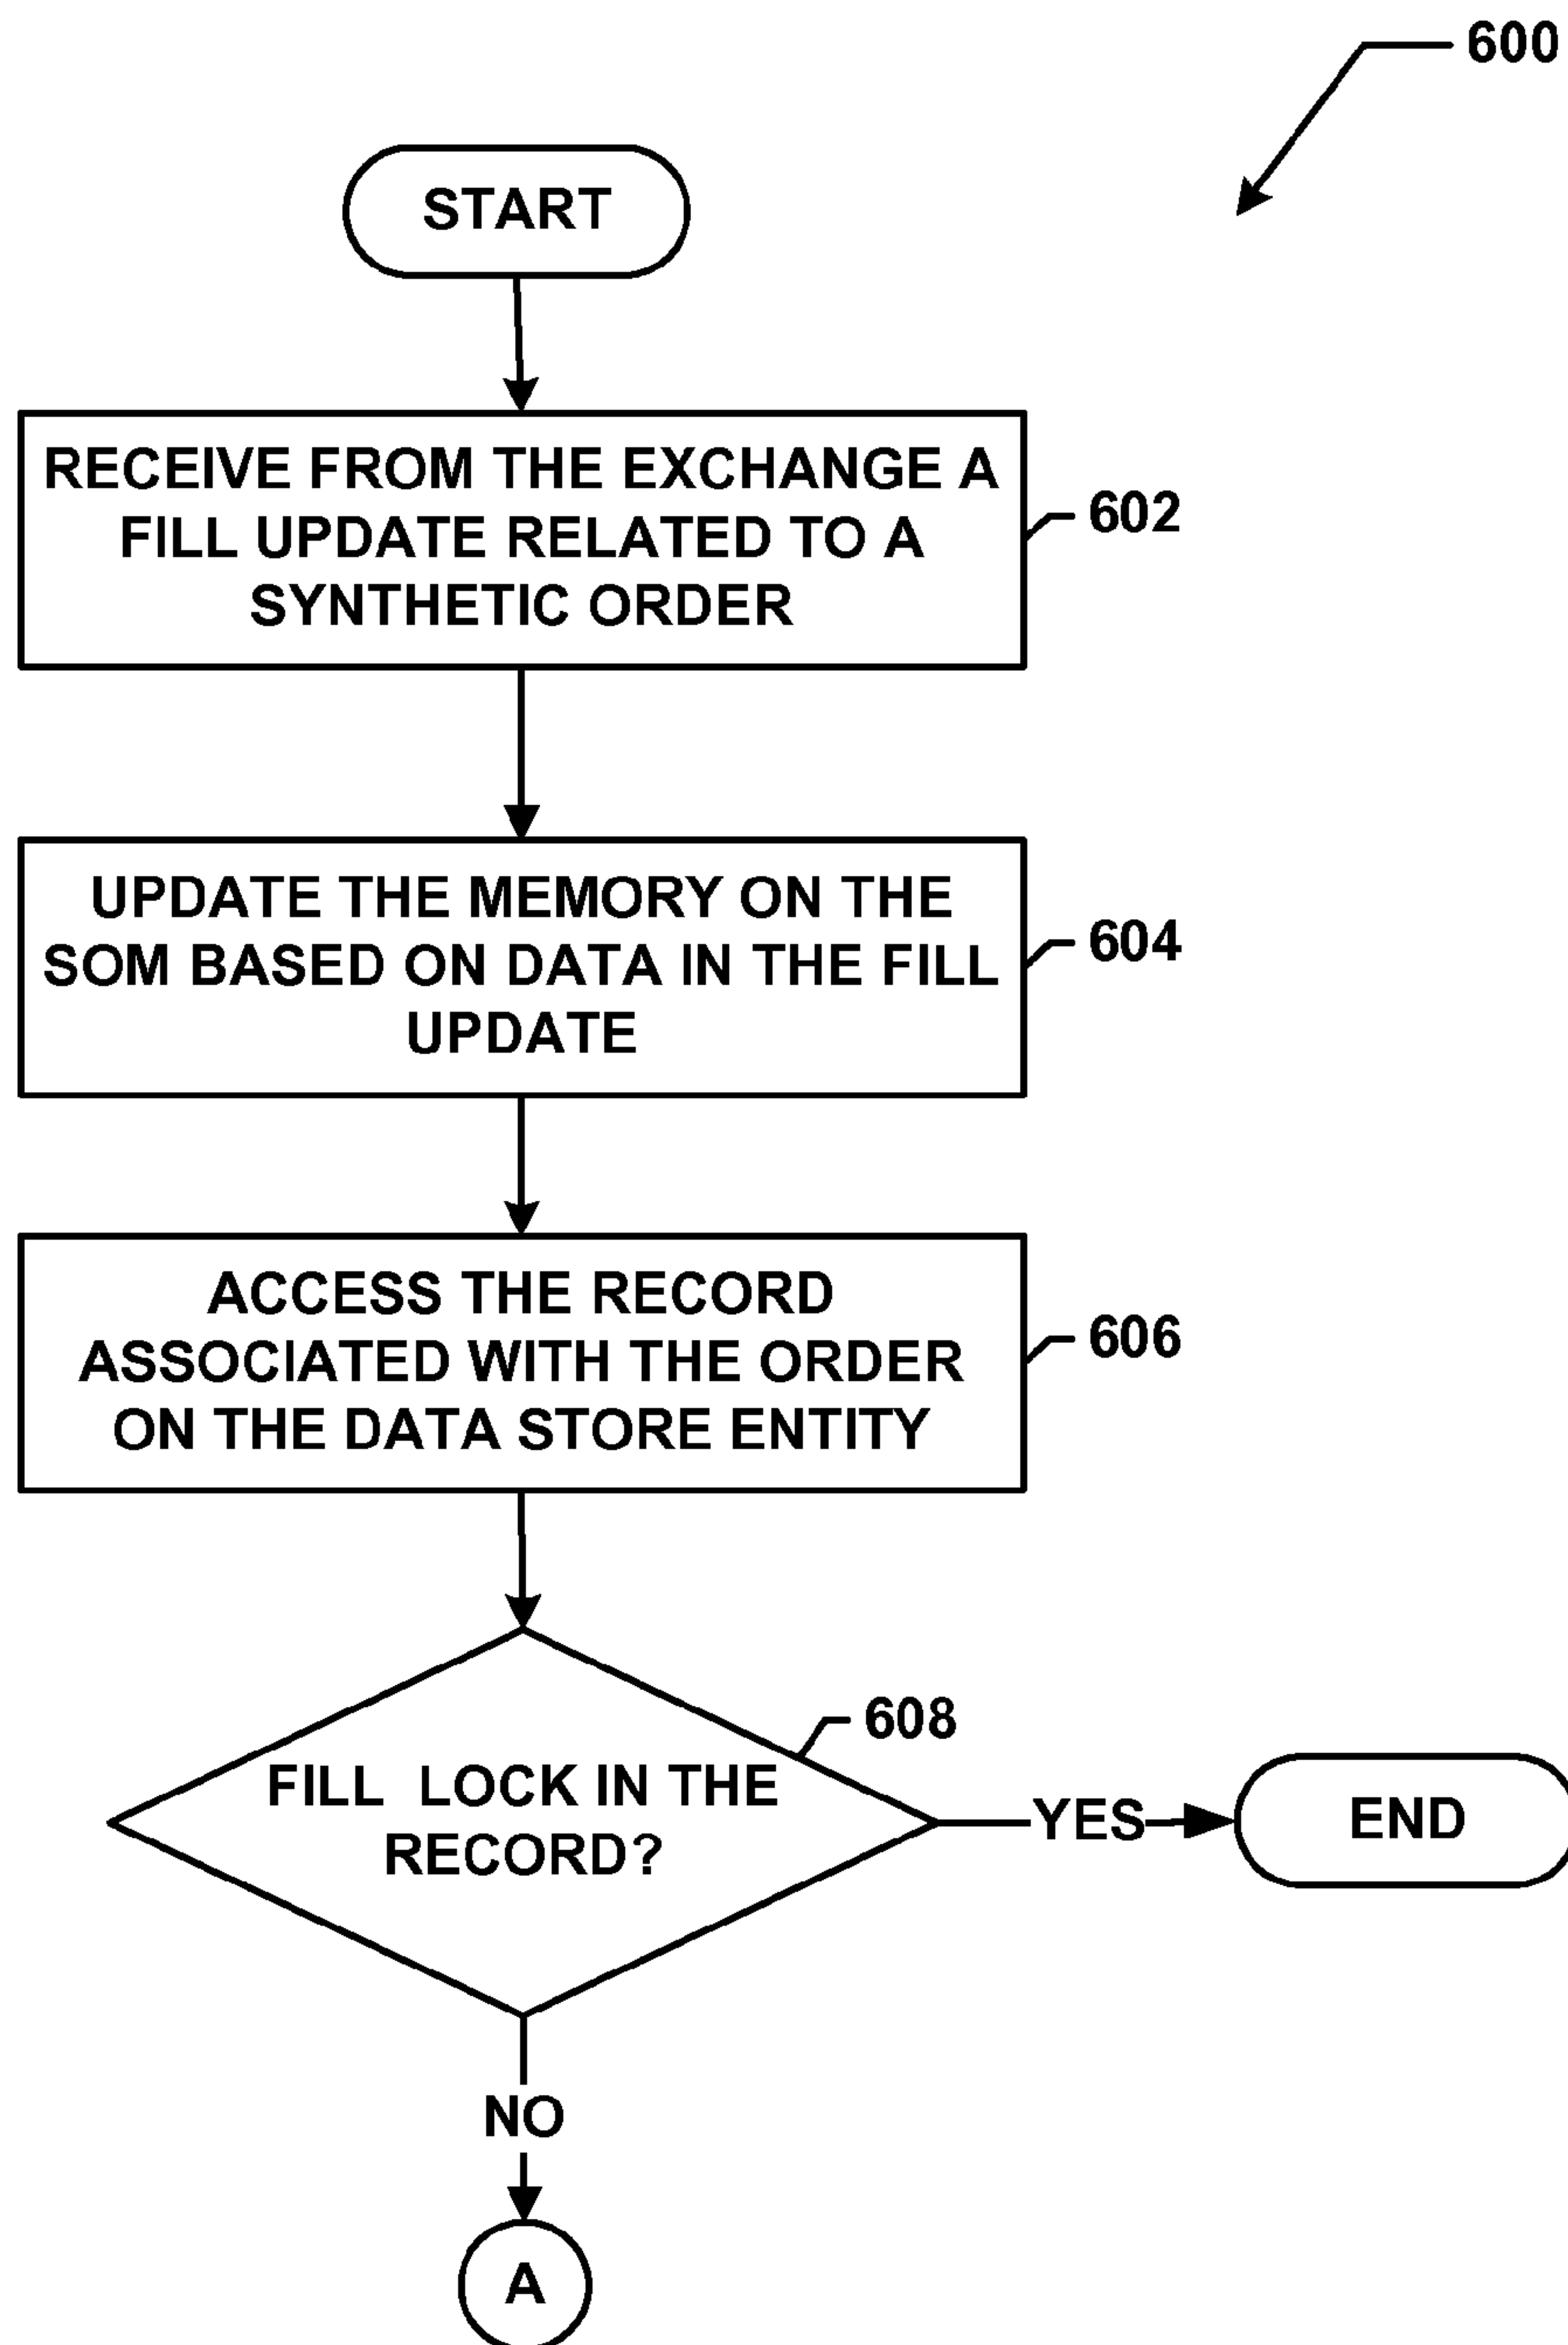 600
START
RECEIVE FROM THE EXCHANGE A
FILL UPDATE RELATED TO A
SYNTHETIC ORDER
602
UPDATE THE MEMORY ON THE
SOM BASED ON DATA IN THE FILL
UPDATE
604
ACCESS THE RECORD
ASSOCIATED WITH THE ORDER
ON THE DATA STORE ENTITY
606
608
FILL LOCK IN THE
RECORD?
YES
END
NO
A